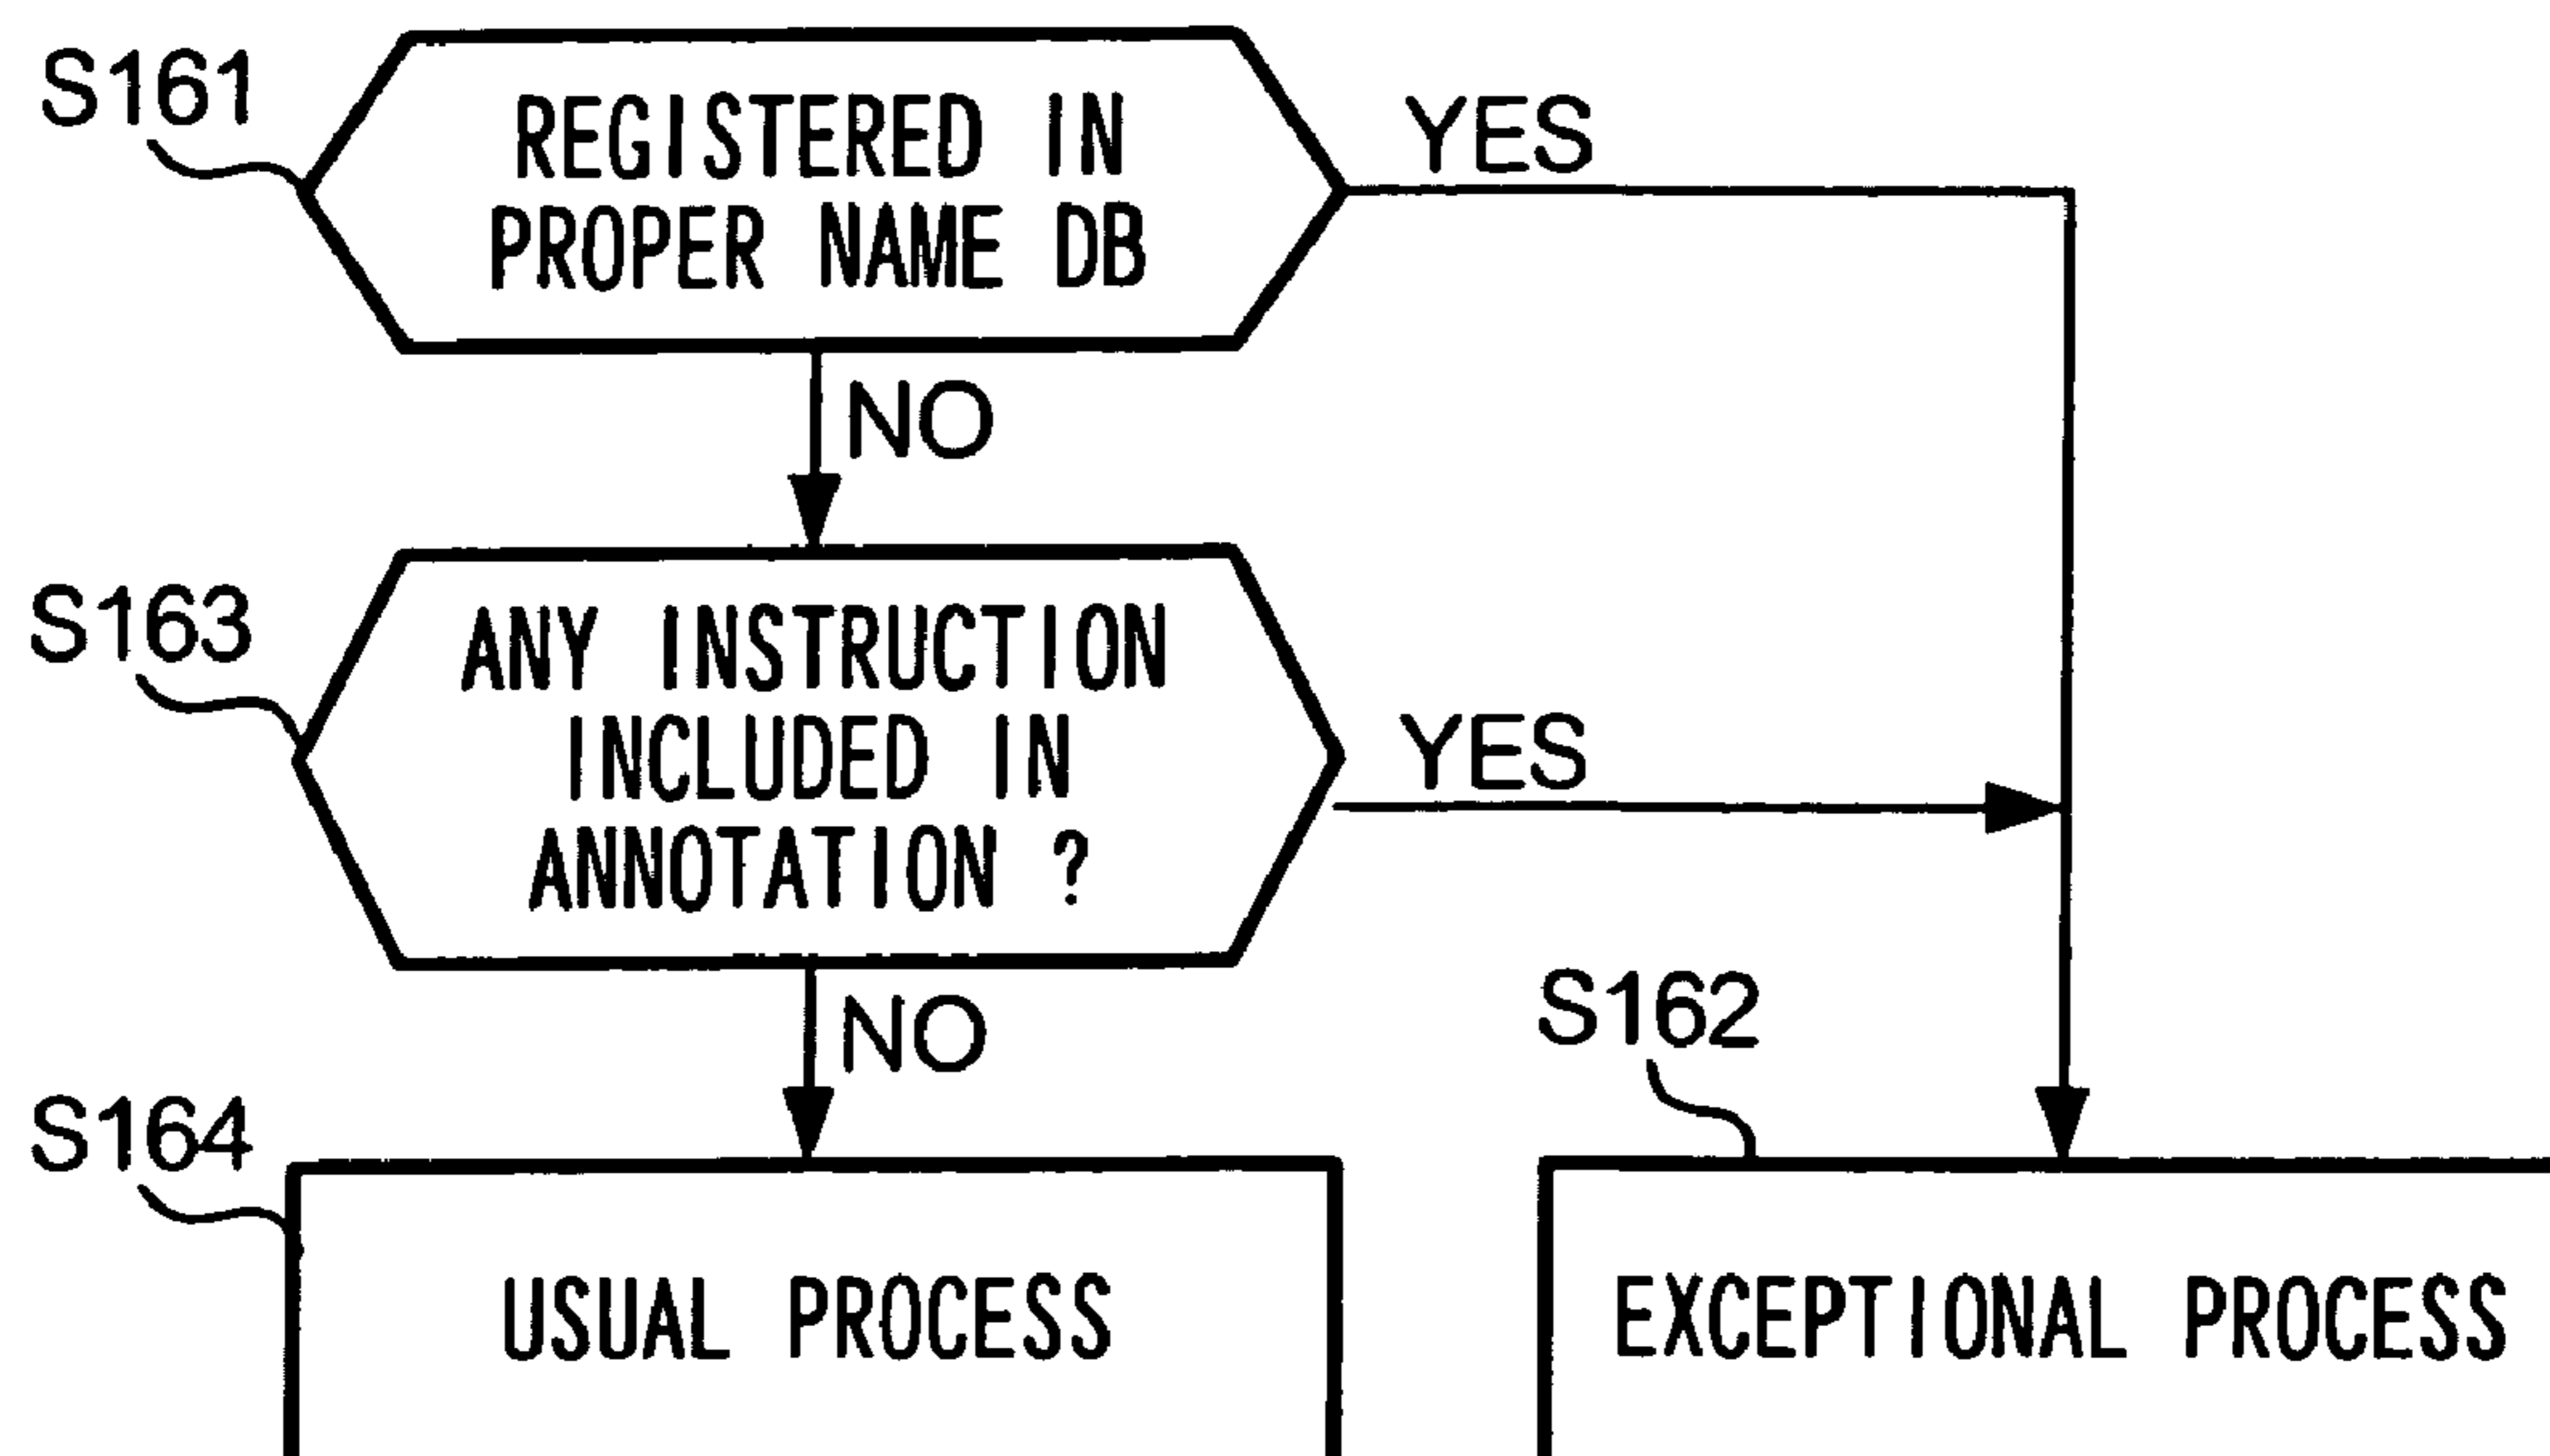 S161
REGISTERED IN
PROPER NAME DB
YES
NO
S163
ANY INSTRUCTION
INCLUDED IN
ANNOTATION ?
YES
NO
S164
USUAL PROCESS
S162
EXCEPTIONAL PROCESS